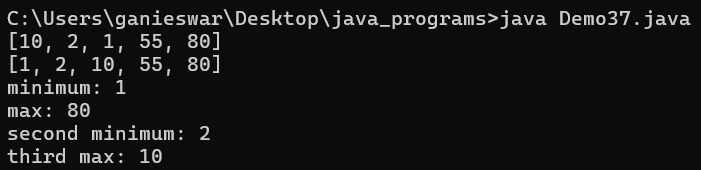 C:\Users\ganieswar\Desktop\java_programs>java Demo37.java
[10, 2, 1, 55, 80]
[1, 2, 10, 55, 80]
minimum: 1
max: 80
second minimum: 2
third max: 10